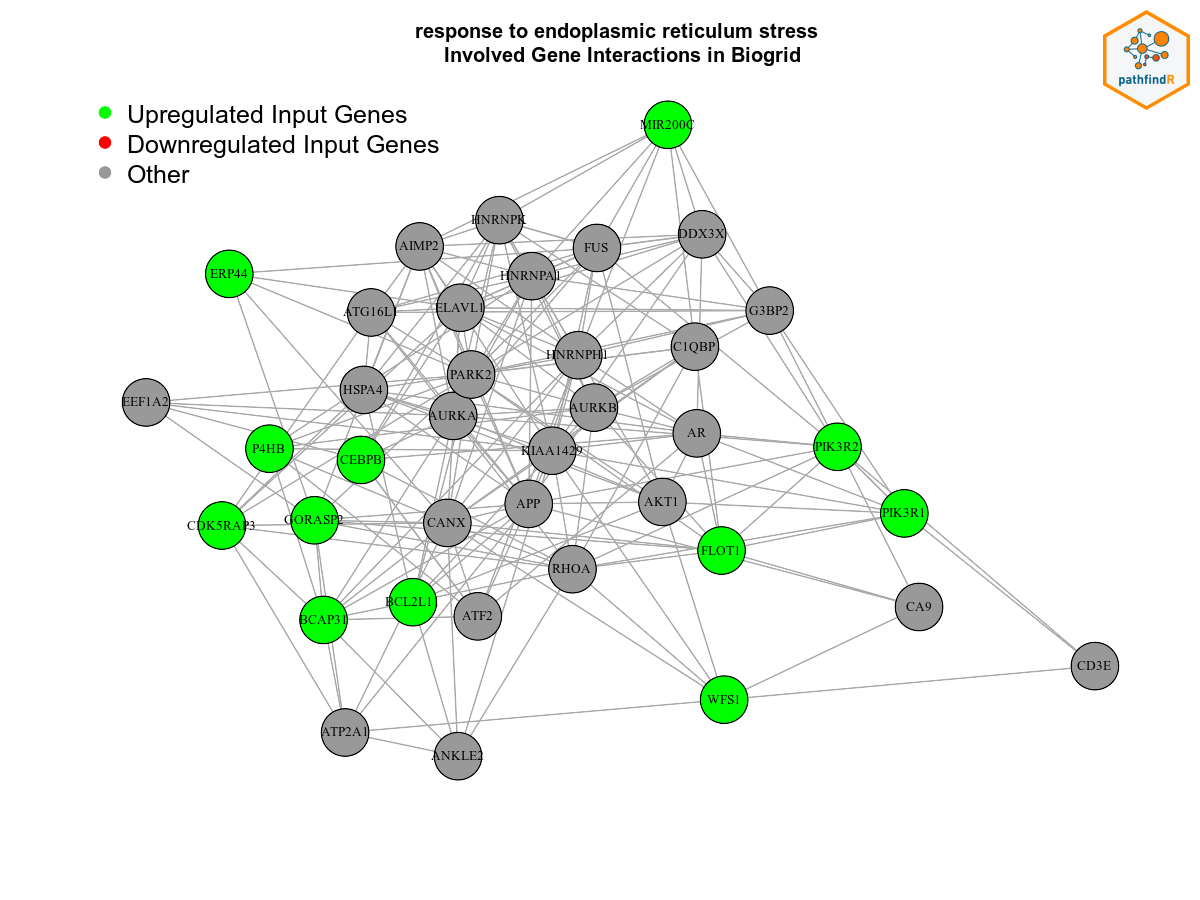 response to endoplasmic reticulum stress
Involved Gene Interactions in Biogrid
pathfindR
Upregulated Input Genes
Downregulated Input Genes
Other
MIR200C
HNRNPK
DDX3X
AIMP2
FUS
ERP44
HNRNPA1
ATG16L1
ELAVL1
G3BP2
C1QBP
HNRNPH1
PARK2
HSPA4
EEF1A2
AURKB
AURKA
AR
P4HB
PIK3R2
KIAA1429
CEBPB
AKT1
APP
PIK3R1
GORASP2
CANX
CDK5RAP3
FLOT1
RHOA
BCL2L1
CA9
ATF2
BCAP31
CD3E
WFS1
ATP2A1
ANKLE2